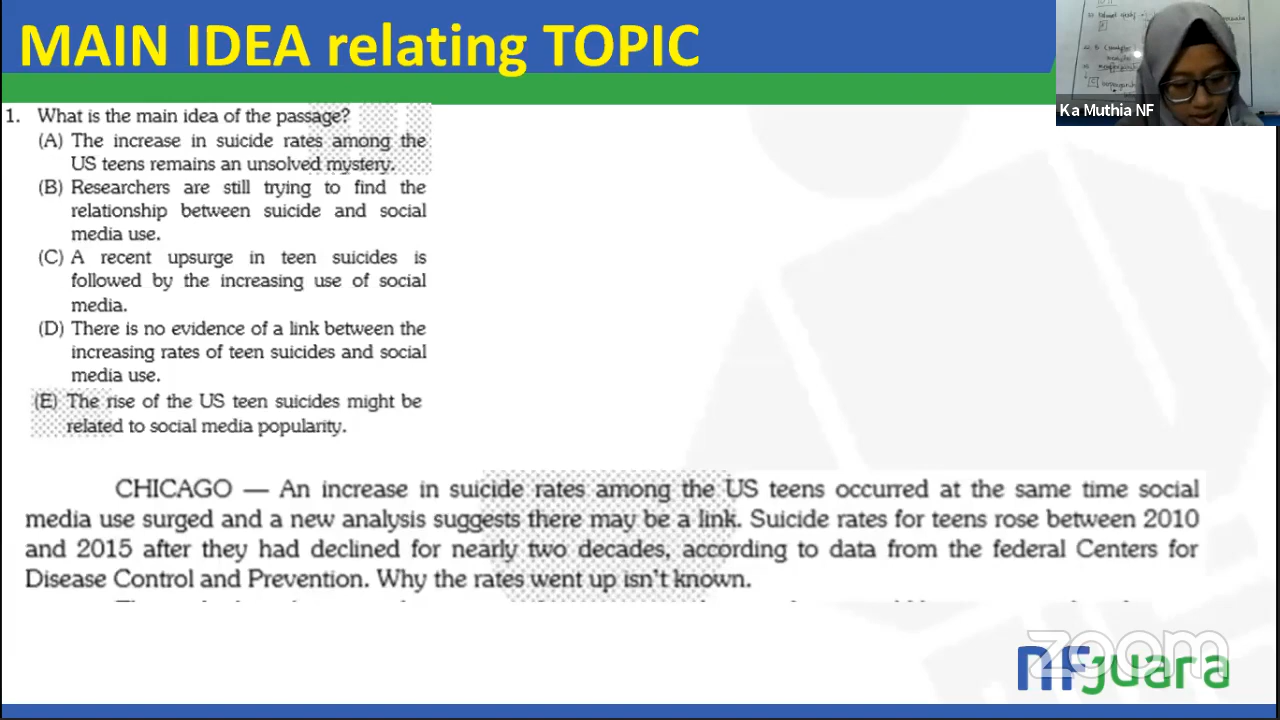 MAIN IDEA relating TOPIC
Ka Muthia NF
1. What is the main idea of the passage?
(A) The increase in suicide rates among the
US teens remains an unsolved mystery.
(B) Researchers are still trying to find the
relationship between suicide and social
media use.
(C) A recent upsurge in teen suicides is
followed by the increasing use of social
media.
(D) There is no evidence of a link between the
increasing rates of teen suicides and social
media use.
(E) The rise of the US teen suicides might be
related to social media popularity.
CHICAGO — An increase in suicide rates among the US teens occurred at the same time social
media use surged and a new analysis suggests there may be a link. Suicide rates for teens rose between 2010
and 2015 after they had declined for nearly two decades, according to data from the federal Centers for
Disease Control and Prevention. Why the rates went up isn't known.
zoom
nfjuara